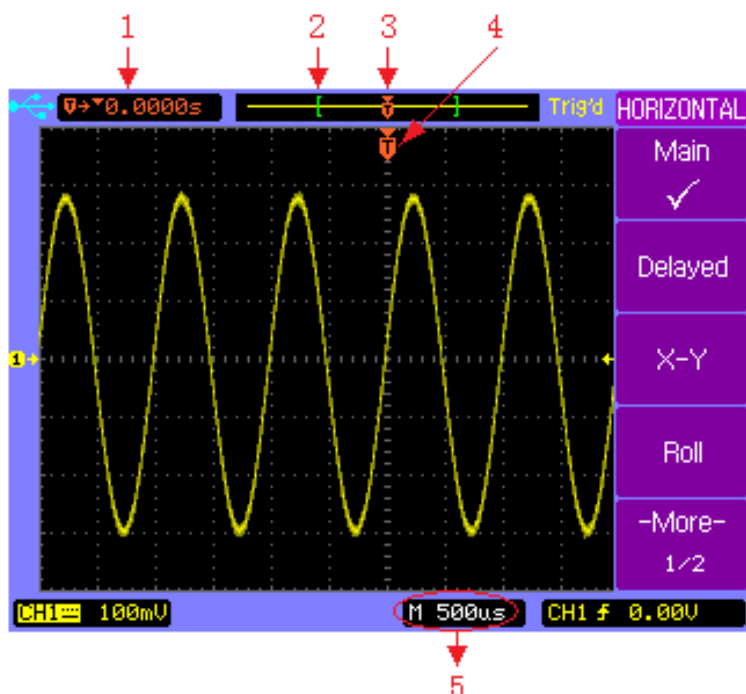 1 2 3 4
T→▼0.0000s T Trig'd HORIZONTAL
T
Main
✓
Delayed
1 X-Y
Roll
-More-
1/2
CH1 100mV M 500us CH1 0.00V
5